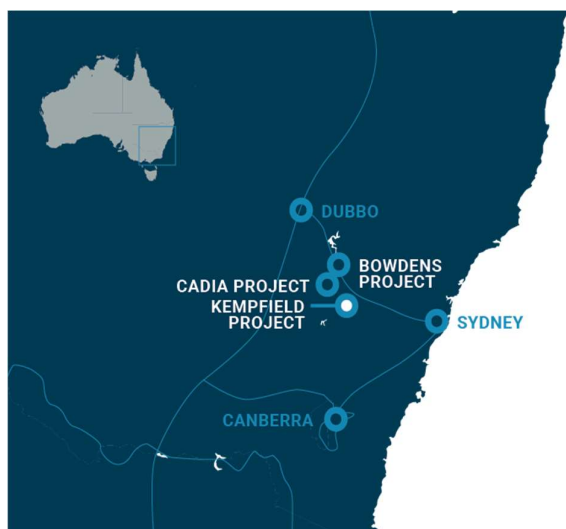 DUBBO
BOWDENS
PROJECT
CADIA PROJECT
KEMPFIELD
PROJECT
SYDNEY
CANBERRA